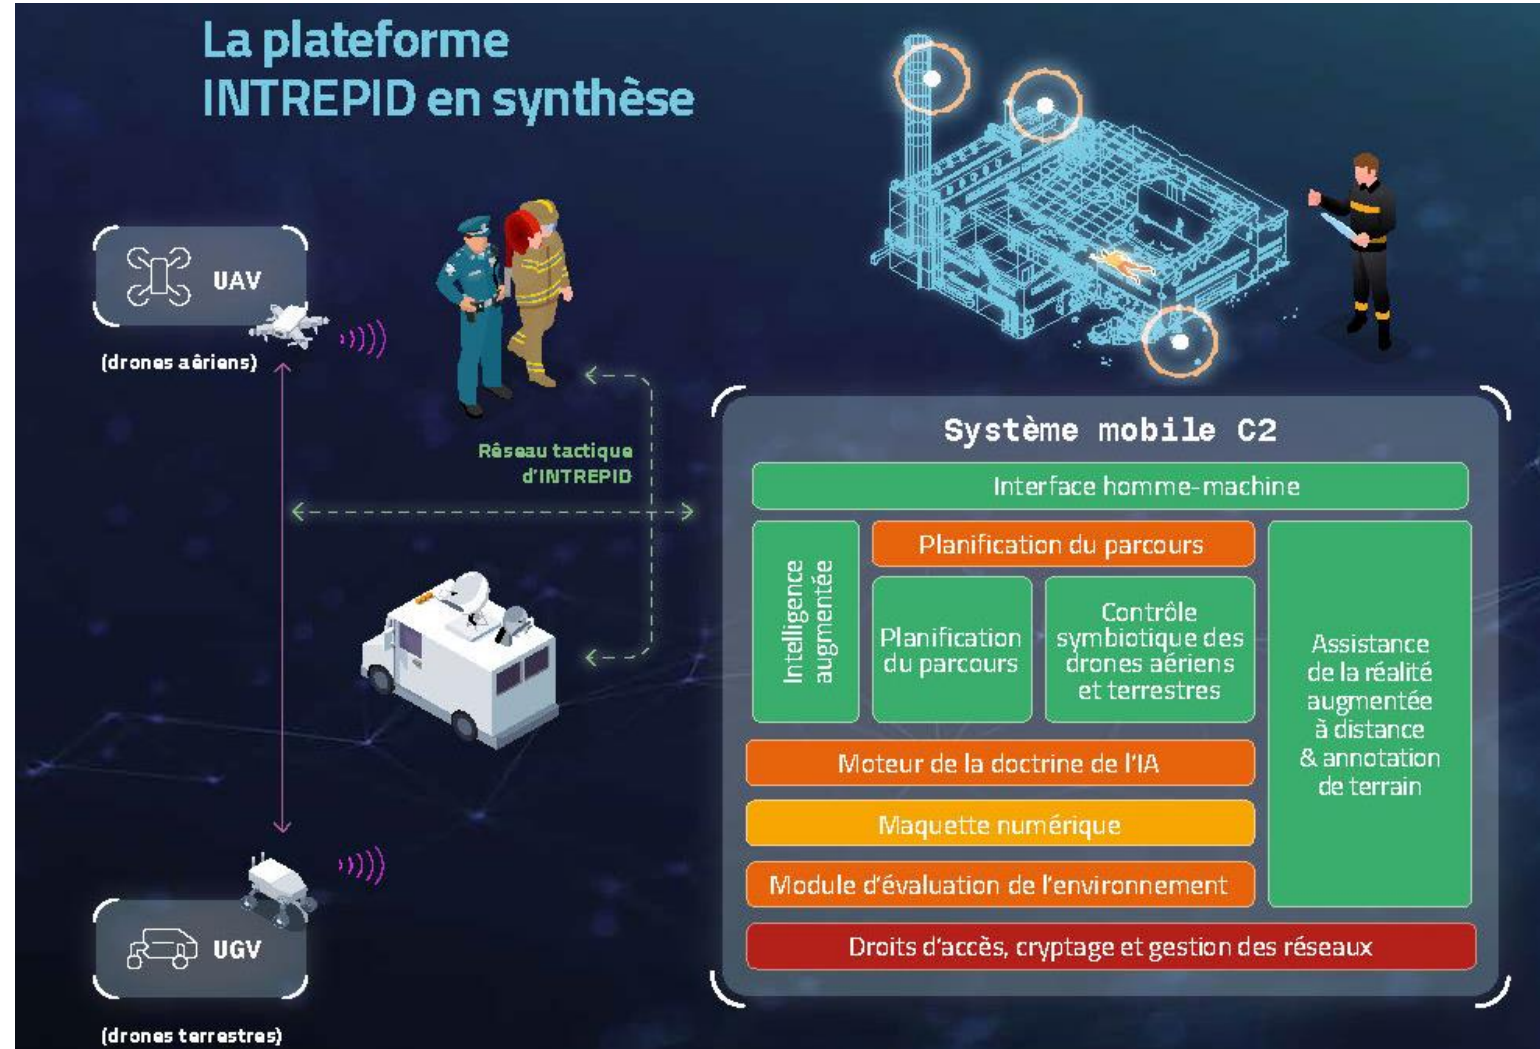 La plateforme
INTREPID en synthèse
UAV
(drones aériens)
Réseau tactique
d'INTREPID
UGV
(drones terrestres)
Système mobile C2
Interface homme-machine
Intelligence
augmentée
Planification du parcours
Planification
du parcours
Contrôle
symbiotique des
drones aériens
et terrestres
Assistance
de la réalité
augmentée
à distance
& annotation
de terrain
Moteur de la doctrine de l'IA
Maquette numérique
Module d'évaluation de l'environnement
Droits d'accès, cryptage et gestion des réseaux